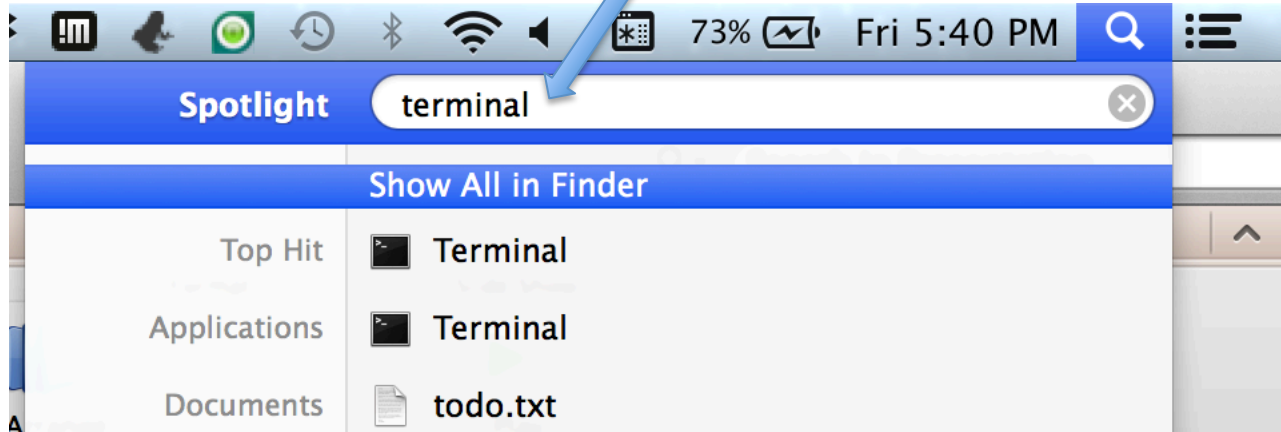 73% Fri 5:40 PM
Spotlight terminal
Show All in Finder
Top Hit Terminal
Applications Terminal
Documents todo.txt